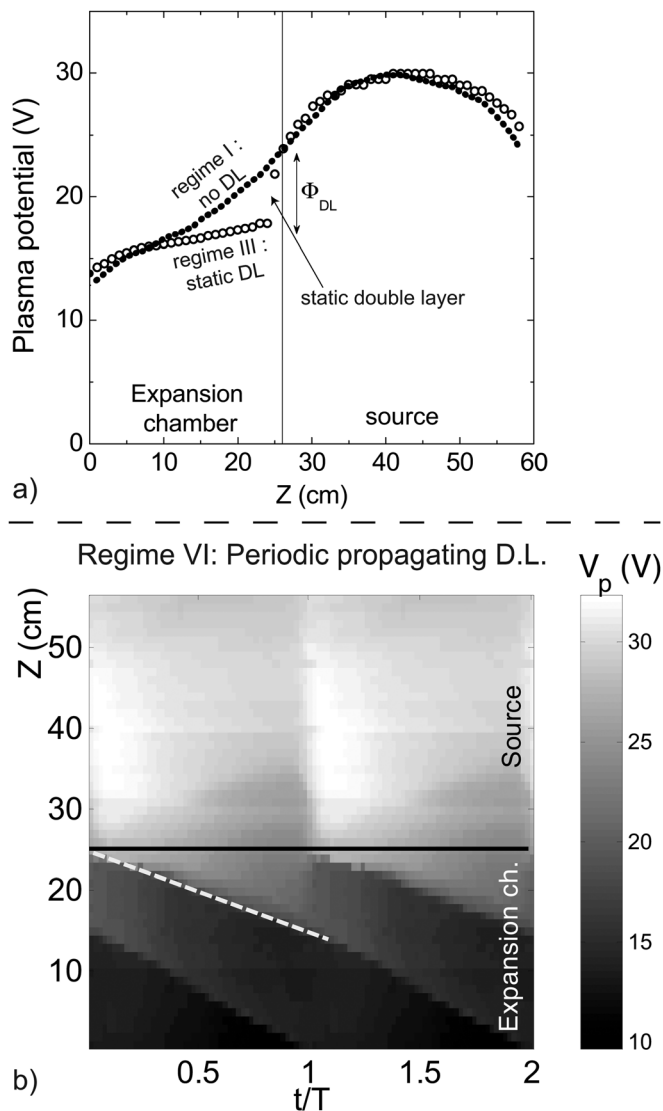 30
20
10
0
Plasma potential (V)
regime I :
no DL
Φ_DL
regime III :
static DL
static double layer
Expansion
chamber
source
0 10 20 30 40 50 60
Z (cm)
a)
Regime VI: Periodic propagating D.L.
V_p (V)
Z (cm)
50
40
30
20
10
Source
Expansion ch.
30
25
20
15
10
0.5 1 1.5 2
t/T
b)